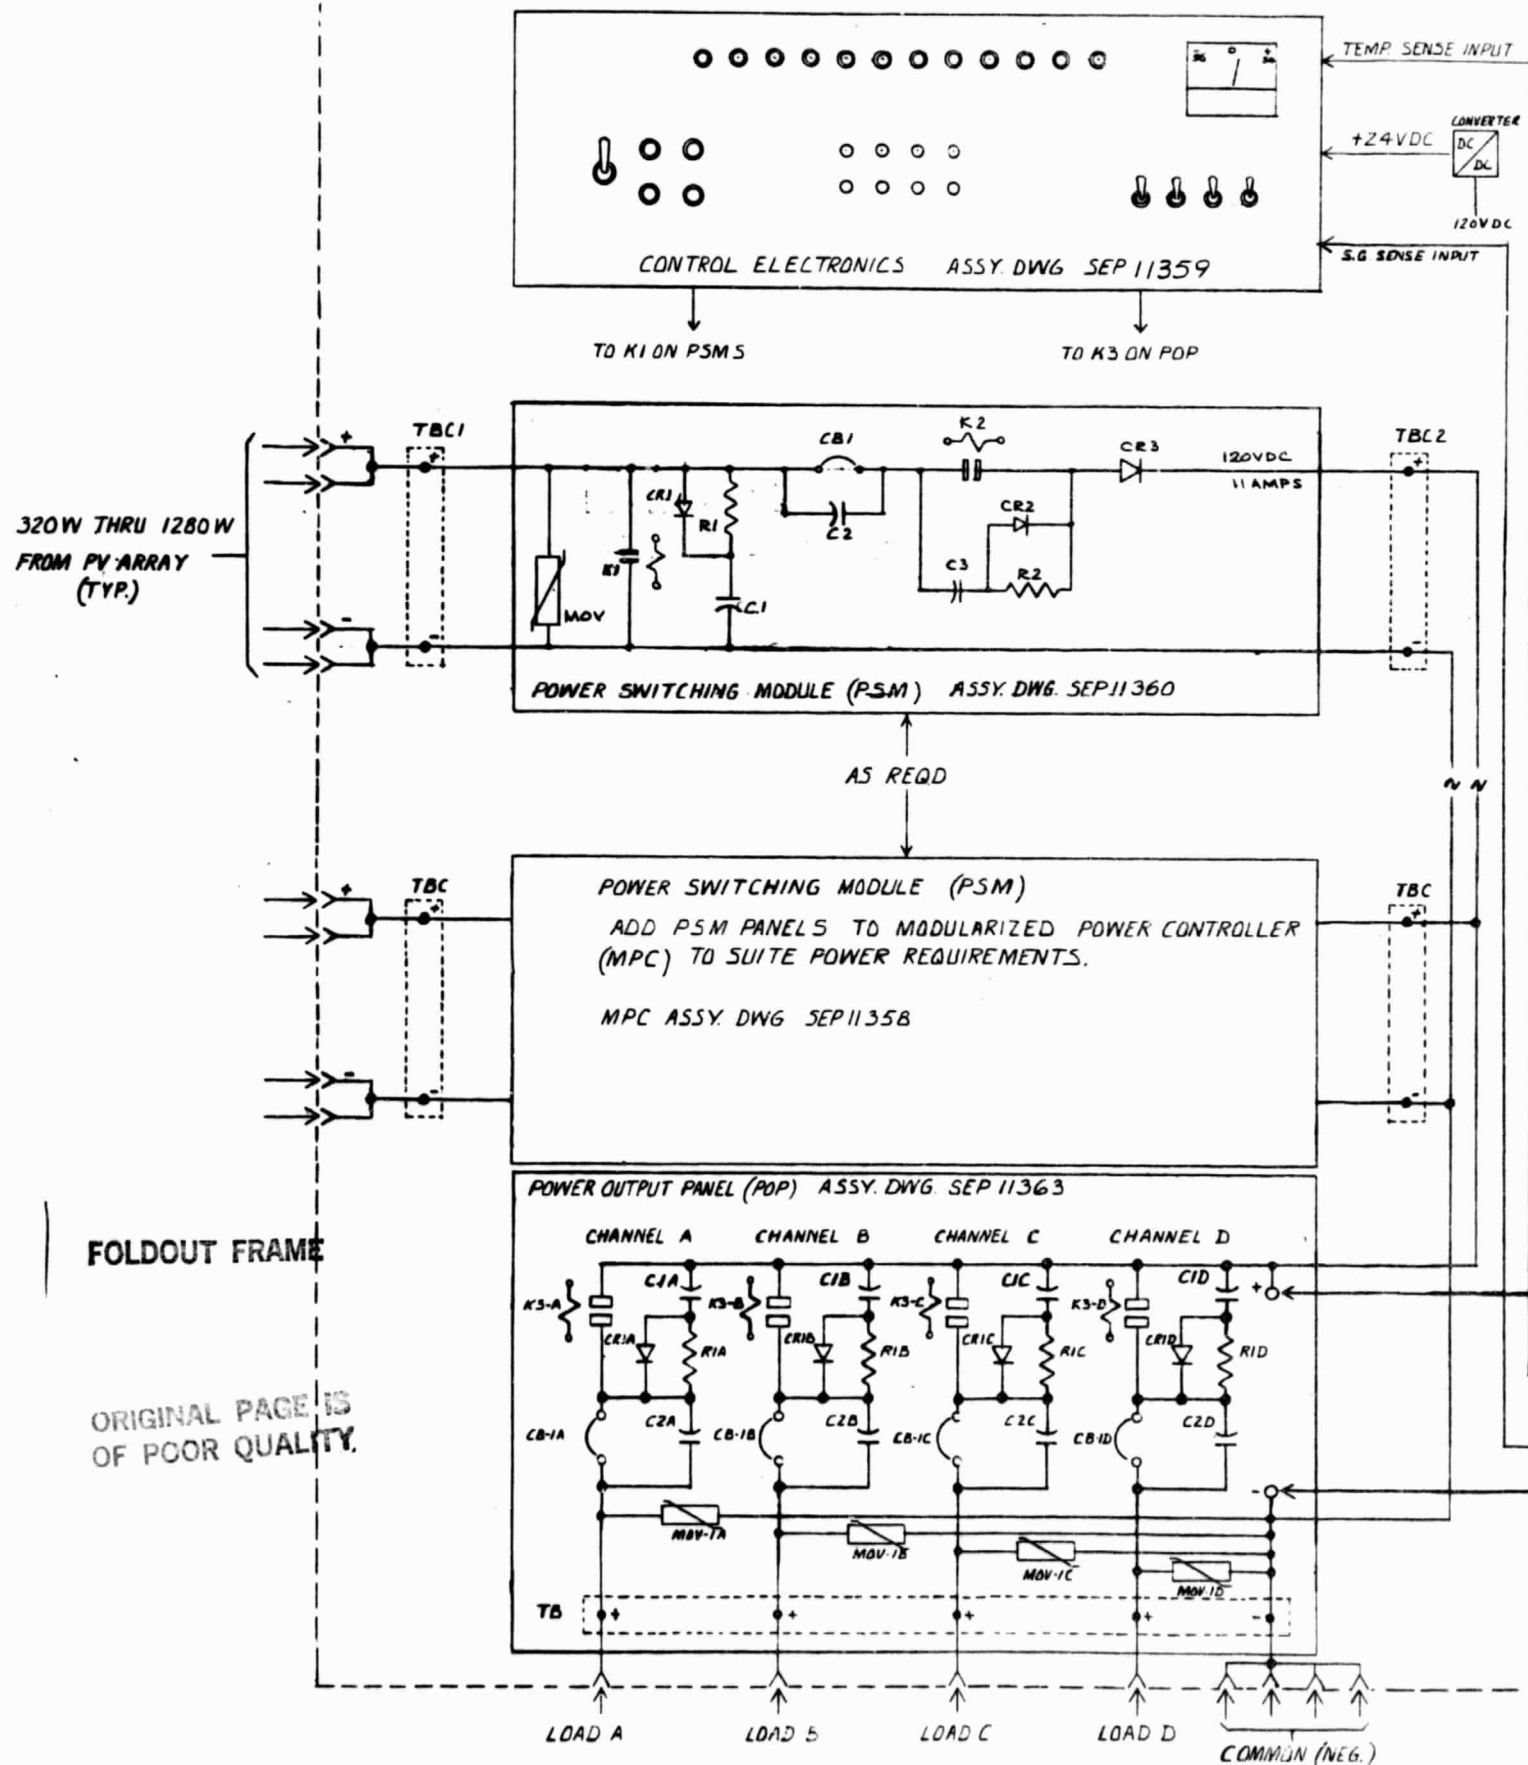 TEMP. SENSE INPUT
-
30
0
+
30
CONVERTER
+24VDC
DC
DC
120VDC
S.G. SENSE INPUT
CONTROL ELECTRONICS ASSY. DWG SEP 11359
TO K1 ON PSMS
TO K3 ON POP
320W THRU 1280W
FROM PV ARRAY
(TYP.)
+
-
TBC1
+
-
K2
CB1
CR3
120VDC
11 AMPS
CR1
R1
C2
CR2
K1
C3
R2
MOV
C1
TBC2
+
-
POWER SWITCHING MODULE (PSM) ASSY. DWG. SEP 11360
AS REQD
N N
+
-
TBC
+
-
POWER SWITCHING MODULE (PSM)
ADD PSM PANELS TO MODULARIZED POWER CONTROLLER
(MPC) TO SUITE POWER REQUIREMENTS.
MPC ASSY. DWG SEP 11358
TBC
+
-
POWER OUTPUT PANEL (POP) ASSY. DWG. SEP 11363
FOLDOUT FRAME
CHANNEL A CHANNEL B CHANNEL C CHANNEL D
C1A C1B C1C C1D
+
K3-A K3-B K3-C K3-D
CR1A CR1B CR1C CR1D
R1A R1B R1C R1D
ORIGINAL PAGE IS
OF POOR QUALITY.
C2A C2B C2C C2D
CB-1A CB-1B CB-1C CB-1D
-
MOV-1A
MOV-1B
MOV-1C
MOV-1D
TB + + + + -
LOAD A LOAD B LOAD C LOAD D
COMMON (NEG.)